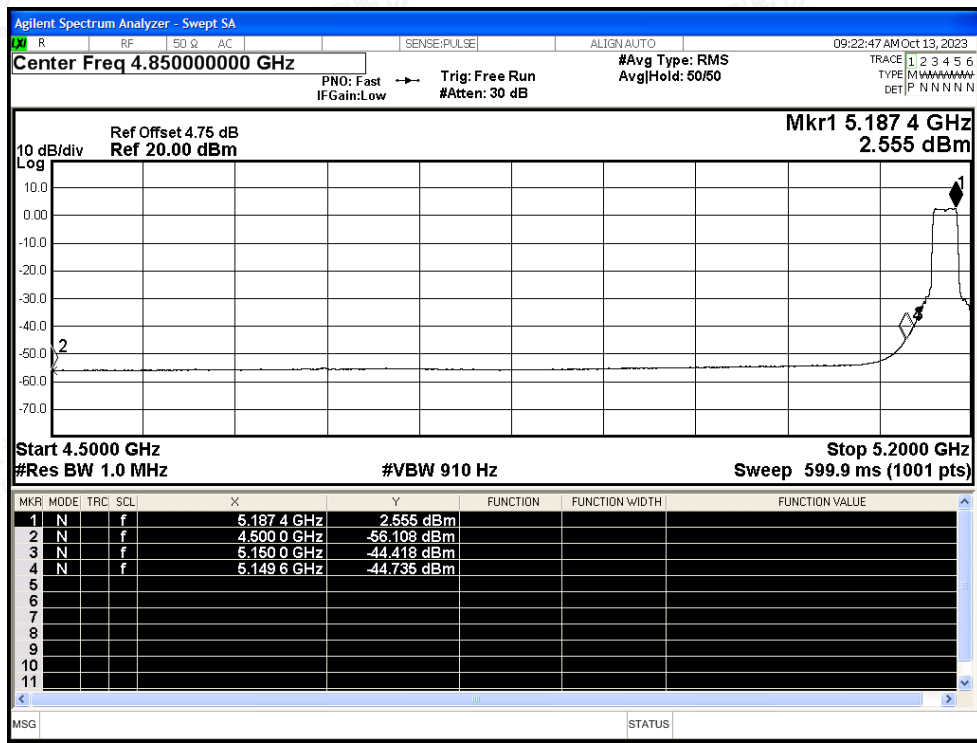 Agilent Spectrum Analyzer - Swept SA
LXI R RF 50 Ω AC SENSE:PULSE ALIGN AUTO 09:22:47 AM Oct 13, 2023
Center Freq 4.850000000 GHz
PNO: Fast
IFGain:Low
Trig: Free Run
#Atten: 30 dB
#Avg Type: RMS
Avg|Hold: 50/50
TRACE 1 2 3 4 5 6
TYPE M
DET P N N N N N
Mkr1 5.187 4 GHz
2.555 dBm
Ref Offset 4.75 dB
10 dB/div Ref 20.00 dBm
Log
10.0
0.00
-10.0
-20.0
-30.0
-40.0
-50.0
-60.0
-70.0
1
2
Start 4.5000 GHz Stop 5.2000 GHz
#Res BW 1.0 MHz #VBW 910 Hz Sweep 599.9 ms (1001 pts)
MKR MODE TRC SCL X Y FUNCTION FUNCTION WIDTH FUNCTION VALUE
1 N f 5.187 4 GHz 2.555 dBm
2 N f 4.500 0 GHz -56.108 dBm
3 N f 5.150 0 GHz -44.418 dBm
4 N f 5.149 6 GHz -44.735 dBm
5
6
7
8
9
10
11
MSG STATUS